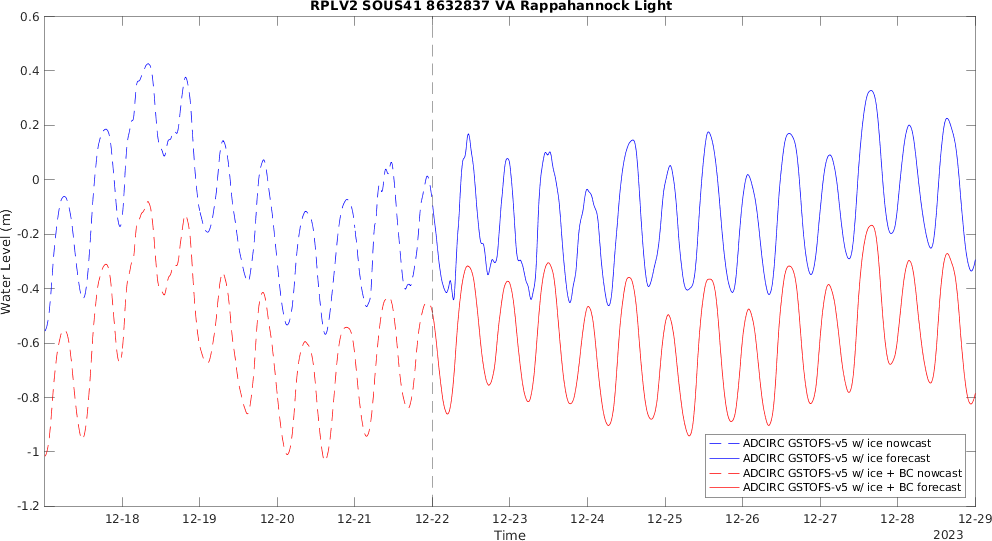 RPLV2 SOUS41 8632837 VA Rappahannock Light
0.6
0.4
0.2
0
-0.2
-0.4
-0.6
-0.8
-1
-1.2
Water Level (m)
ADCIRC GSTOFS-v5 w/ ice nowcast
ADCIRC GSTOFS-v5 w/ ice forecast
ADCIRC GSTOFS-v5 w/ ice + BC nowcast
ADCIRC GSTOFS-v5 w/ ice + BC forecast
12-18 12-19 12-20 12-21 12-22 12-23 12-24 12-25 12-26 12-27 12-28 12-29
Time
2023